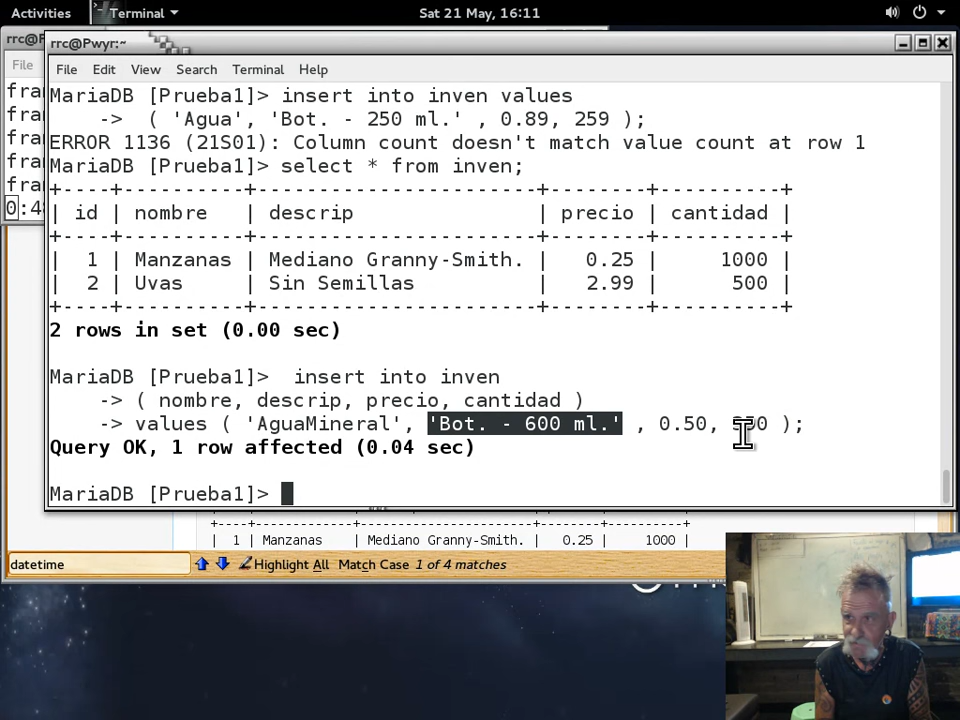 Activities Terminal Sat 21 May, 16:11
rrc@Pwyr:~
File Edit View Search Terminal Help
MariaDB [Prueba1]> insert into inven values
-> ( 'Agua', 'Bot. - 250 ml.' , 0.89, 259 );
ERROR 1136 (21S01): Column count doesn't match value count at row 1
MariaDB [Prueba1]> select * from inven;
+----+----------+-----------------------+--------+----------+
| id | nombre | descrip | precio | cantidad |
+----+----------+-----------------------+--------+----------+
| 1 | Manzanas | Mediano Granny-Smith. | 0.25 | 1000 |
| 2 | Uvas | Sin Semillas | 2.99 | 500 |
+----+----------+-----------------------+--------+----------+
2 rows in set (0.00 sec)
MariaDB [Prueba1]> insert into inven
-> ( nombre, descrip, precio, cantidad )
-> values ( 'AguaMineral', 'Bot. - 600 ml.' , 0.50, );
Query OK, 1 row affected (0.04 sec)
MariaDB [Prueba1]>
+----+----------+-----------------------+--------+----------+
| 1 | Manzanas | Mediano Granny-Smith. | 0.25 | 1000 |
datetime Highlight All Match Case 1 of 4 matches